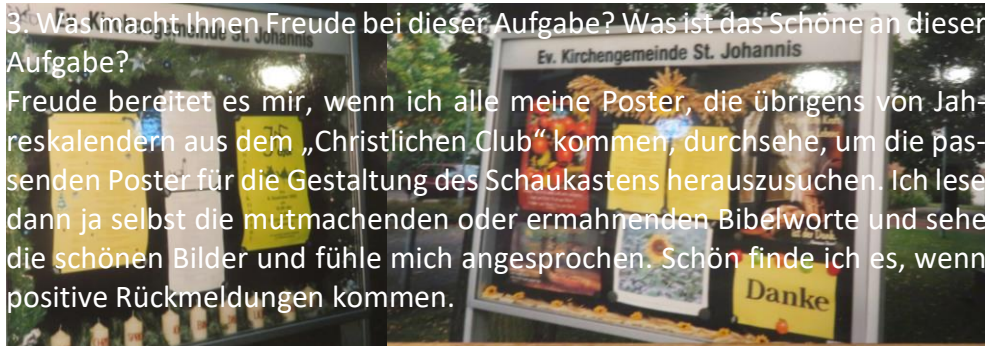 3. Was macht Ihnen Freude bei dieser Aufgabe? Was ist das Schöne an dieser
Aufgabe?
Freude bereitet es mir, wenn ich alle meine Poster, die übrigens von Jah-
reskalendern aus dem „Christlichen Club“ kommen, durchsehe, um die pas-
senden Poster für die Gestaltung des Schaukastens herauszusuchen. Ich lese
dann ja selbst die mutmachenden oder ermahnenden Bibelworte und sehe
die schönen Bilder und fühle mich angesprochen. Schön finde ich es, wenn
positive Rückmeldungen kommen.
Ev. Kirchengemeinde St. Johannis
Ev. Kirchengemeinde St. Johannis
Danke